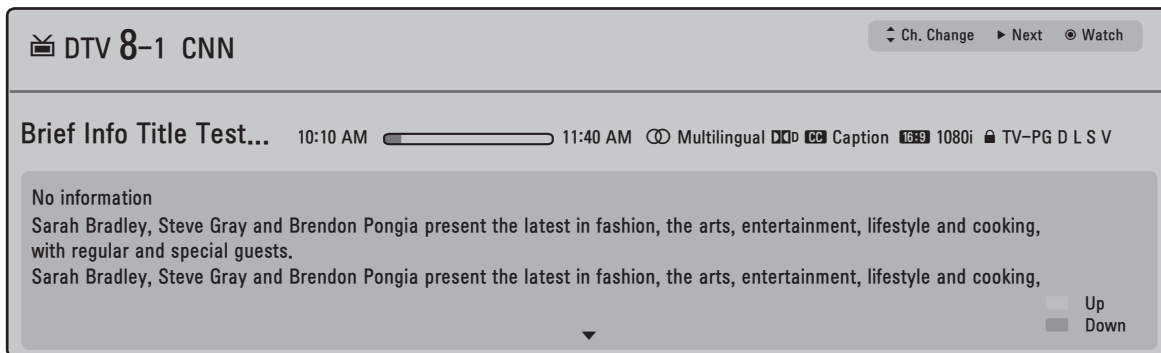 DTV 8-1 CNN
Ch. Change ► Next ◉ Watch
Brief Info Title Test... 10:10 AM 11:40 AM Multilingual DD D CC Caption 16:9 1080i TV-PG D L S V
No information
Sarah Bradley, Steve Gray and Brendon Pongia present the latest in fashion, the arts, entertainment, lifestyle and cooking,
with regular and special guests.
Sarah Bradley, Steve Gray and Brendon Pongia present the latest in fashion, the arts, entertainment, lifestyle and cooking,
Up
Down